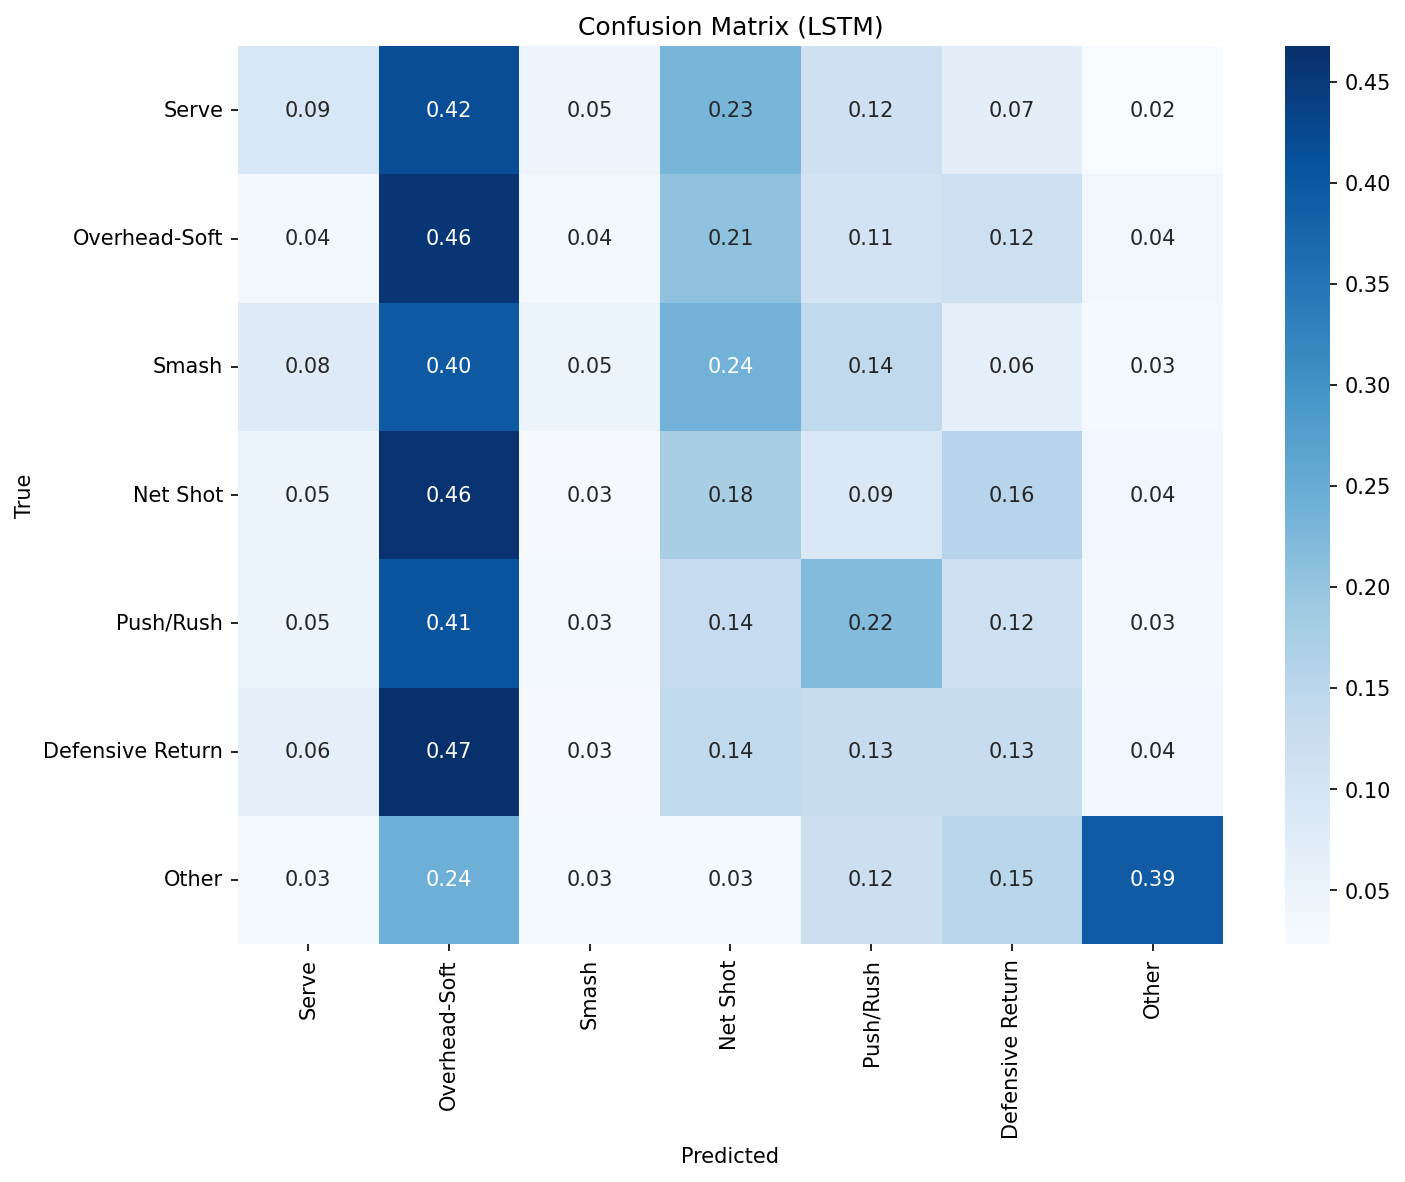 Confusion Matrix (LSTM)
True
Serve 0.09 0.42 0.05 0.23 0.12 0.07 0.02
Overhead-Soft 0.04 0.46 0.04 0.21 0.11 0.12 0.04
Smash 0.08 0.40 0.05 0.24 0.14 0.06 0.03
Net Shot 0.05 0.46 0.03 0.18 0.09 0.16 0.04
Push/Rush 0.05 0.41 0.03 0.14 0.22 0.12 0.03
Defensive Return 0.06 0.47 0.03 0.14 0.13 0.13 0.04
Other 0.03 0.24 0.03 0.03 0.12 0.15 0.39
Serve
Overhead-Soft
Smash
Net Shot
Push/Rush
Defensive Return
Other
Predicted
0.45
0.40
0.35
0.30
0.25
0.20
0.15
0.10
0.05